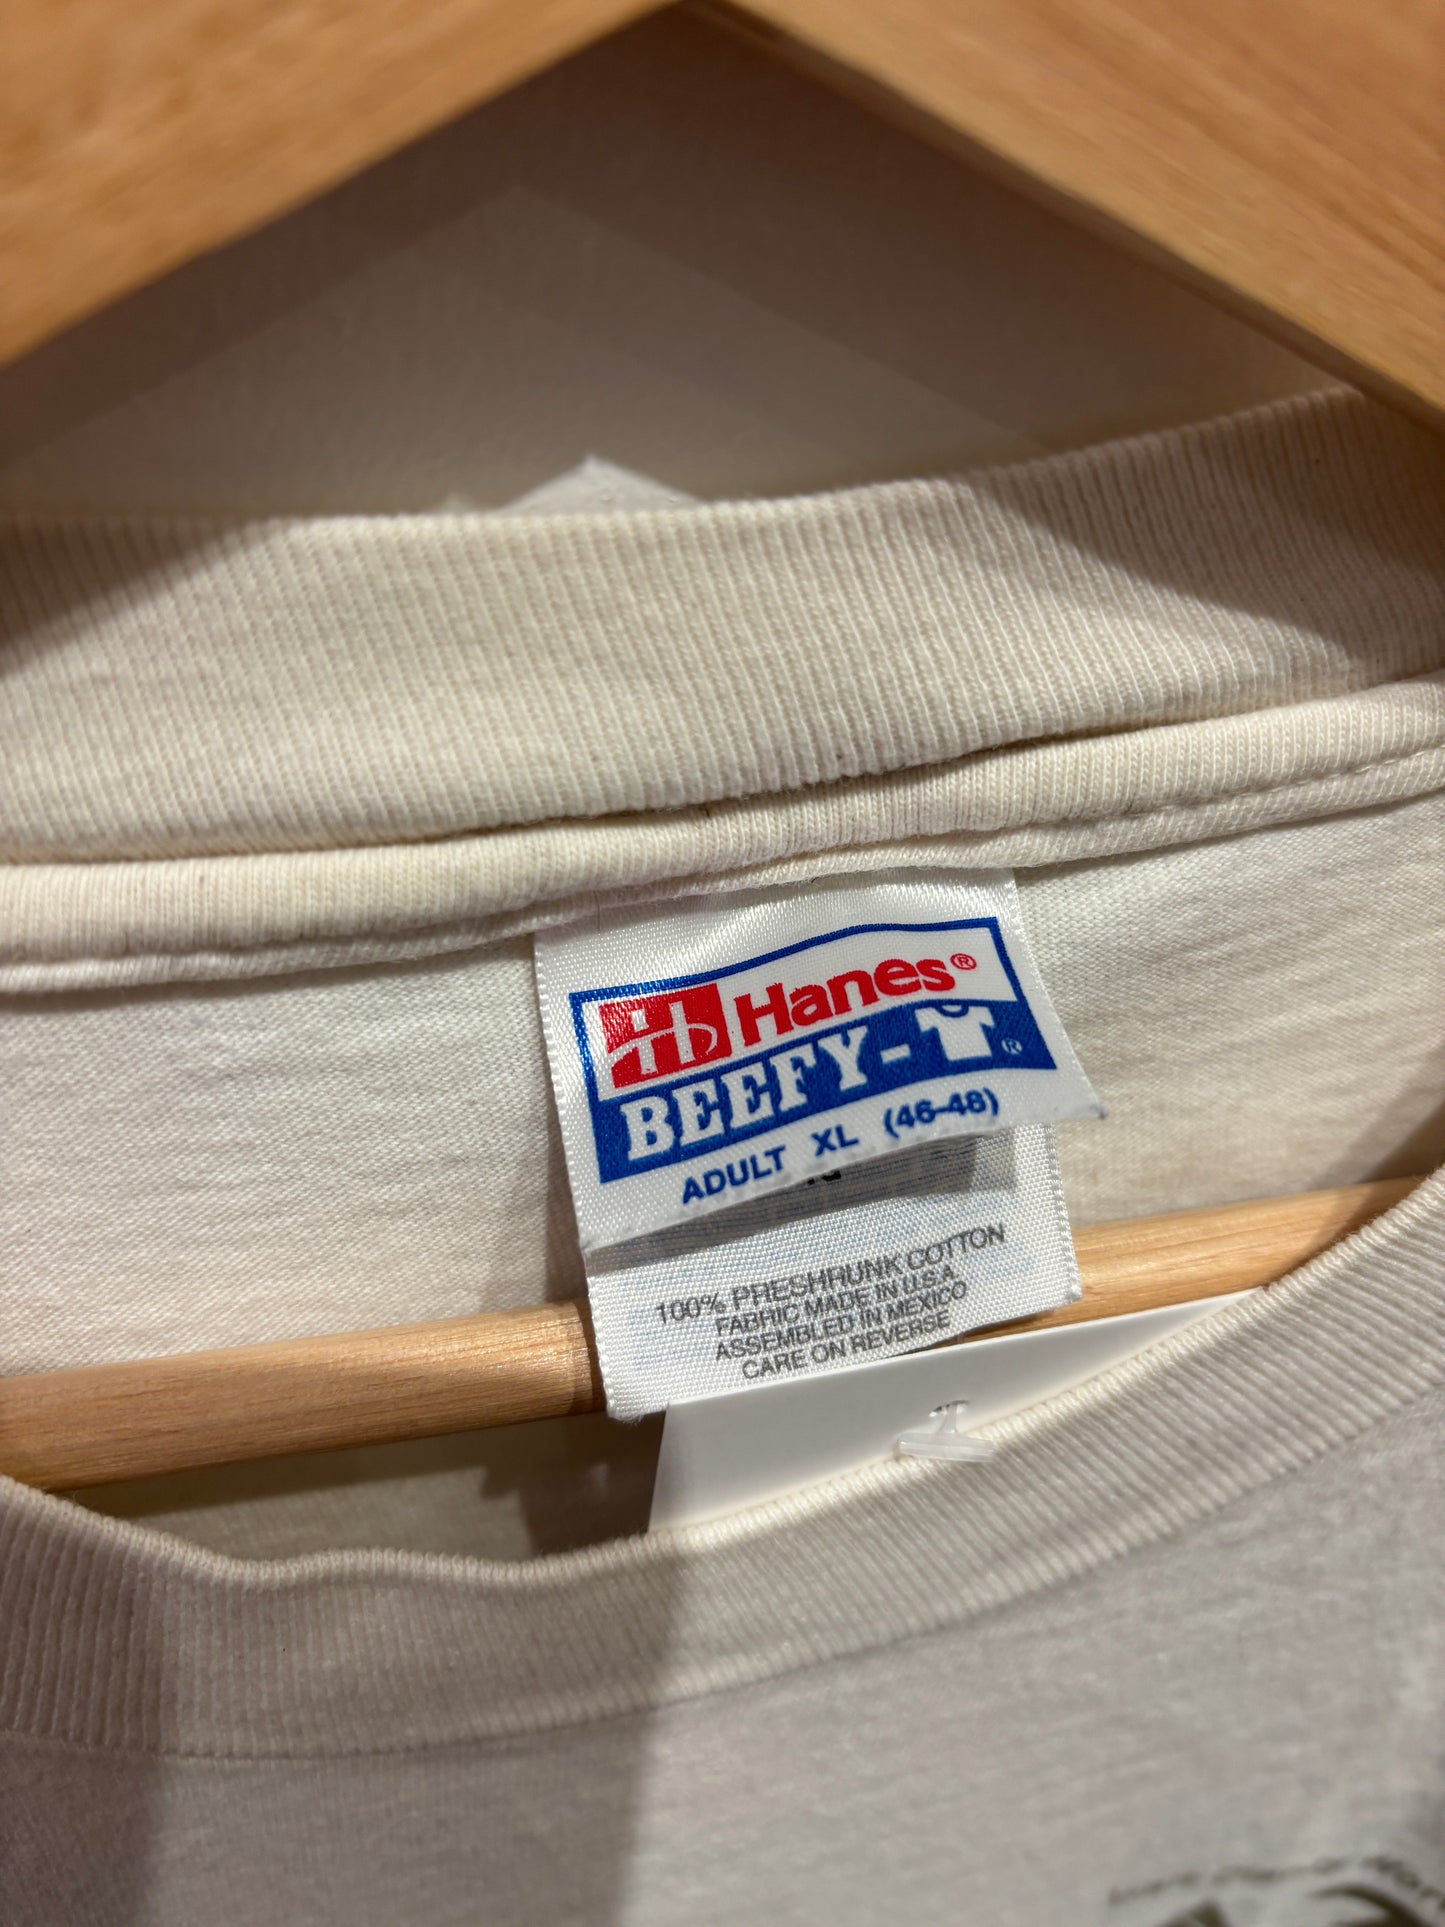 Hanes®
BEEFY-T®
ADULT XL (46-48)
100% PRESHRUNK COTTON
FABRIC MADE IN U.S.A.
ASSEMBLED IN MEXICO
CARE ON REVERSE